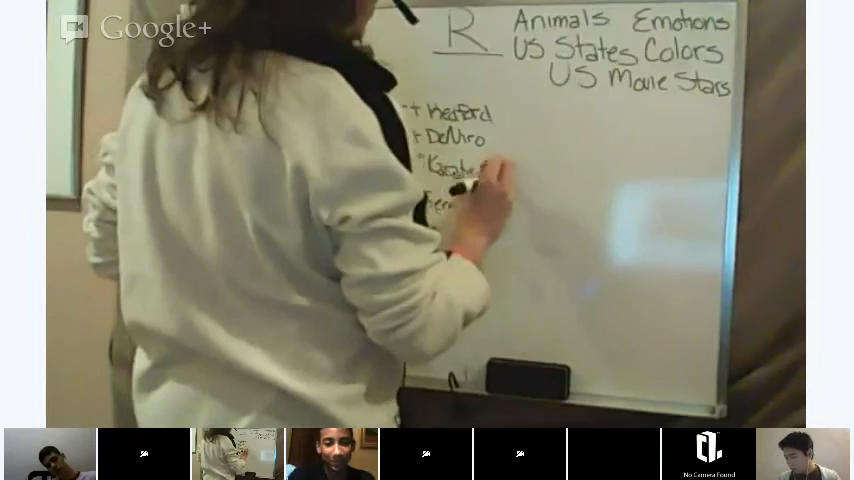 Google+
R Animals Emotions
US States Colors
US Movie Stars
+ Redford
+ DeNiro
No Camera Found